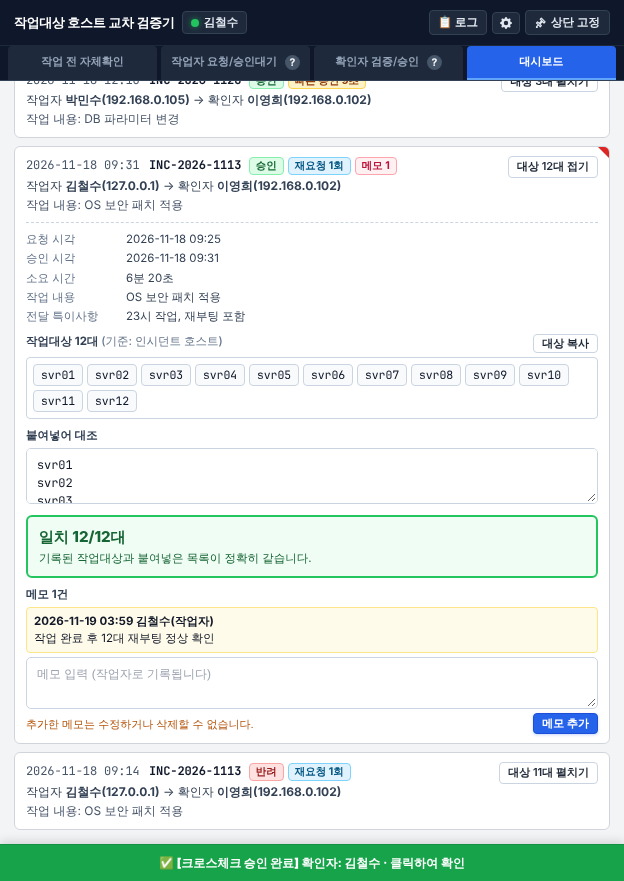 작업대상 호스트 교차 검증기 김철수 📋 로그 상단 고정
작업 전 자체확인 작업자 요청/승인대기 ? 확인자 검증/승인 ? 대시보드
작업자 박민수(192.168.0.105) → 확인자 이영희(192.168.0.102)
작업 내용: DB 파라미터 변경
2026-11-18 09:31 INC-2026-1113 승인 재요청 1회 메모 1 대상 12대 접기
작업자 김철수(127.0.0.1) → 확인자 이영희(192.168.0.102)
작업 내용: OS 보안 패치 적용
요청 시각 2026-11-18 09:25
승인 시각 2026-11-18 09:31
소요 시간 6분 20초
작업 내용 OS 보안 패치 적용
전달 특이사항 23시 작업, 재부팅 포함
작업대상 12대 (기준: 인시던트 호스트) 대상 복사
svr01 svr02 svr03 svr04 svr05 svr06 svr07 svr08 svr09 svr10
svr11 svr12
붙여넣어 대조
svr01
svr02
svr03
일치 12/12대
기록된 작업대상과 붙여넣은 목록이 정확히 같습니다.
메모 1건
2026-11-19 03:59 김철수(작업자)
작업 완료 후 12대 재부팅 정상 확인
메모 입력 (작업자로 기록됩니다)
추가한 메모는 수정하거나 삭제할 수 없습니다. 메모 추가
2026-11-18 09:14 INC-2026-1113 반려 재요청 1회 대상 11대 펼치기
작업자 김철수(127.0.0.1) → 확인자 이영희(192.168.0.102)
작업 내용: OS 보안 패치 적용
✅ [크로스체크 승인 완료] 확인자: 김철수 · 클릭하여 확인